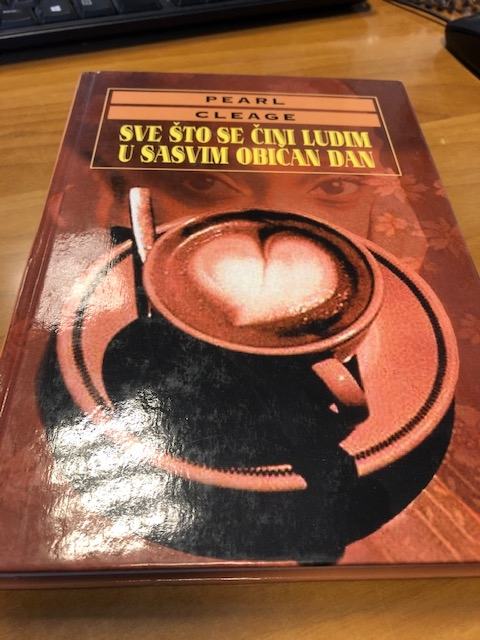 PEARL
CLEAGE
SVE ŠTO SE ČINI LUDIM
U SASVIM OBIČAN DAN